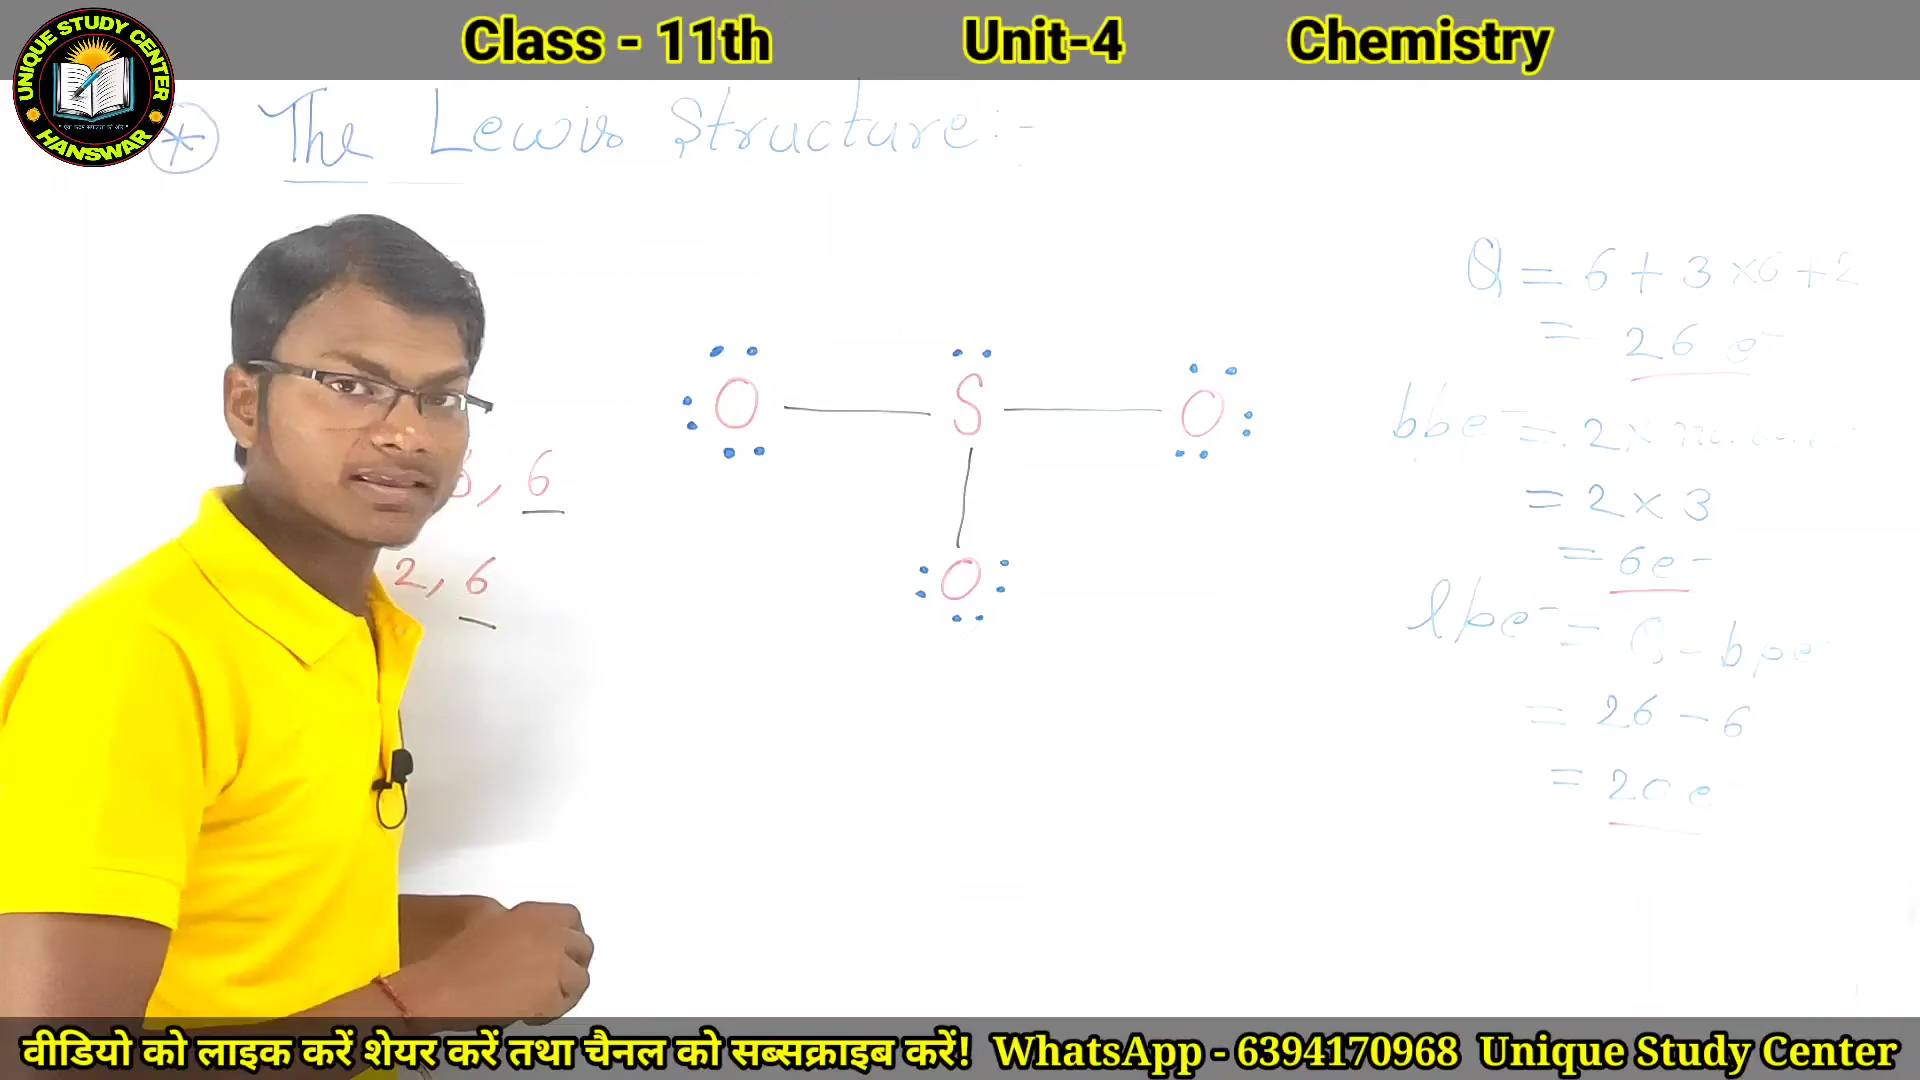 Class - 11th Unit-4 Chemistry
UNIQUE STUDY CENTER
HANSWAR
* The Lewis Structure:-
Q = 6 + 3 × 6 + 2
= 26 e⁻
O — S — O
O
bbe⁻ = 2 ×
, 6
= 2 × 3
= 6e⁻
2, 6
lpe⁻ = Q - bpe⁻
= 26 - 6
= 20 e⁻
वीडियो को लाइक करें शेयर करें तथा चैनल को सब्सक्राइब करें! WhatsApp - 6394170968 Unique Study Center